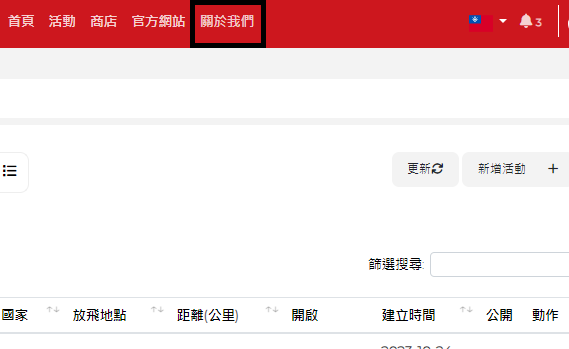 首頁 活動 商店 官方網站 關於我們 3
更新 新增活動 +
篩選搜尋:
國家 放飛地點 距離(公里) 開啟 建立時間 公開 動作